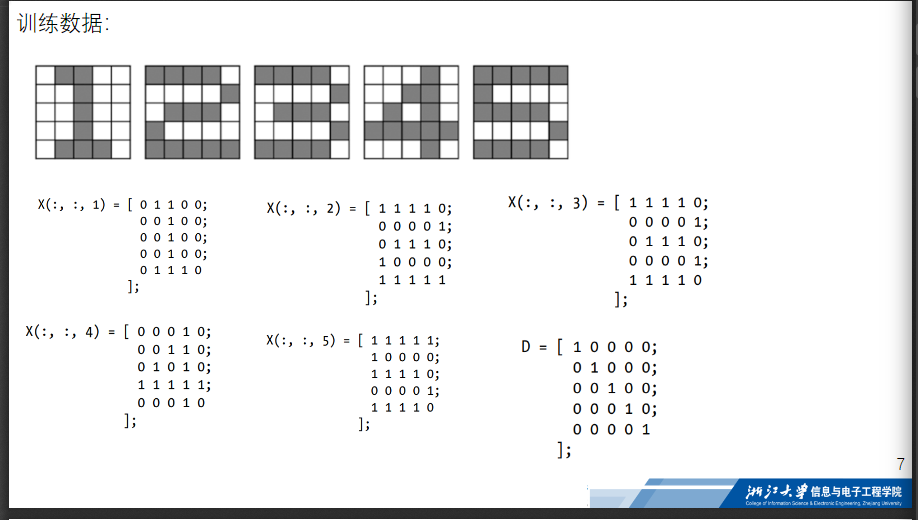 训练数据:
X(:, :, 1) = [ 0 1 1 0 0;
0 0 1 0 0;
0 0 1 0 0;
0 0 1 0 0;
0 1 1 1 0
];
X(:, :, 2) = [ 1 1 1 1 0;
0 0 0 0 1;
0 1 1 1 0;
1 0 0 0 0;
1 1 1 1 1
];
X(:, :, 3) = [ 1 1 1 1 0;
0 0 0 0 1;
0 1 1 1 0;
0 0 0 0 1;
1 1 1 1 0
];
X(:, :, 4) = [ 0 0 0 1 0;
0 0 1 1 0;
0 1 0 1 0;
1 1 1 1 1;
0 0 0 1 0
];
X(:, :, 5) = [ 1 1 1 1 1;
1 0 0 0 0;
1 1 1 1 0;
0 0 0 0 1;
1 1 1 1 0
];
D = [ 1 0 0 0 0;
0 1 0 0 0;
0 0 1 0 0;
0 0 0 1 0;
0 0 0 0 1
];
7
浙江大学 信息与电子工程学院
College of Information Science & Electronic Engineering, Zhejiang University